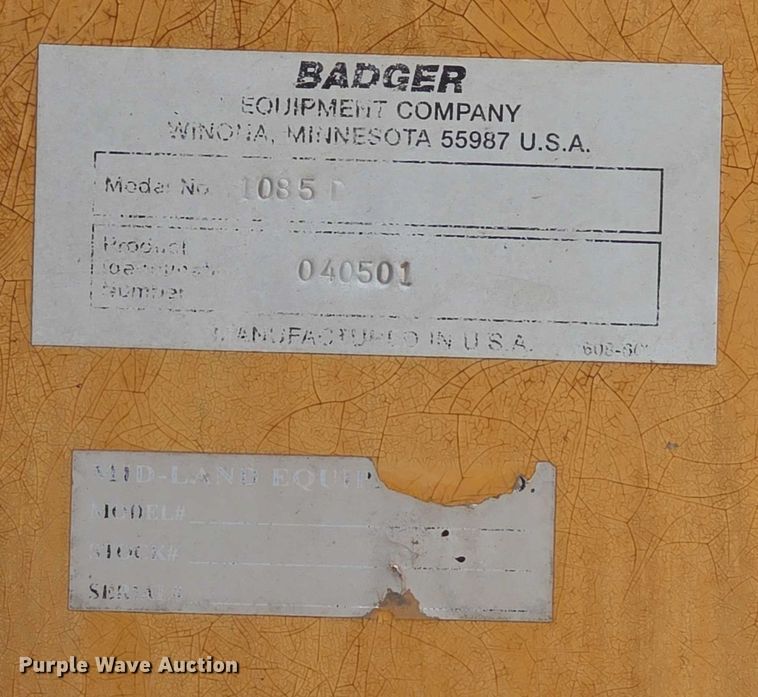 BADGER
EQUIPMENT COMPANY
WINONA, MINNESOTA 55987 U.S.A.
Model No. 1085 D
Product
Identification 040501
Number
MANUFACTURED IN U.S.A.
MID-LAND
MODEL#
STOCK#
SERIAL#
Purple Wave Auction